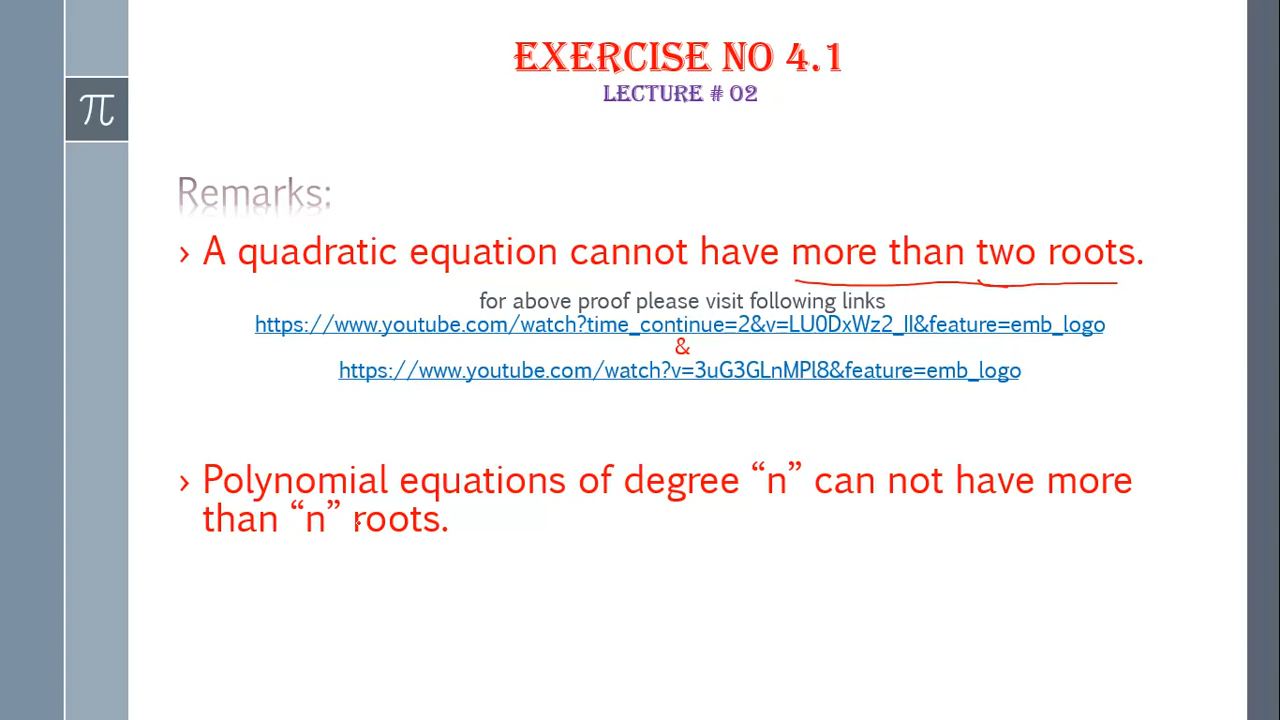 EXERCISE NO 4.1
LECTURE # 02
π
Remarks:
› A quadratic equation cannot have more than two roots.
for above proof please visit following links
https://www.youtube.com/watch?time_continue=2&v=LU0DxWz2_II&feature=emb_logo
&
https://www.youtube.com/watch?v=3uG3GLnMPl8&feature=emb_logo
› Polynomial equations of degree “n” can not have more
than “n” roots.